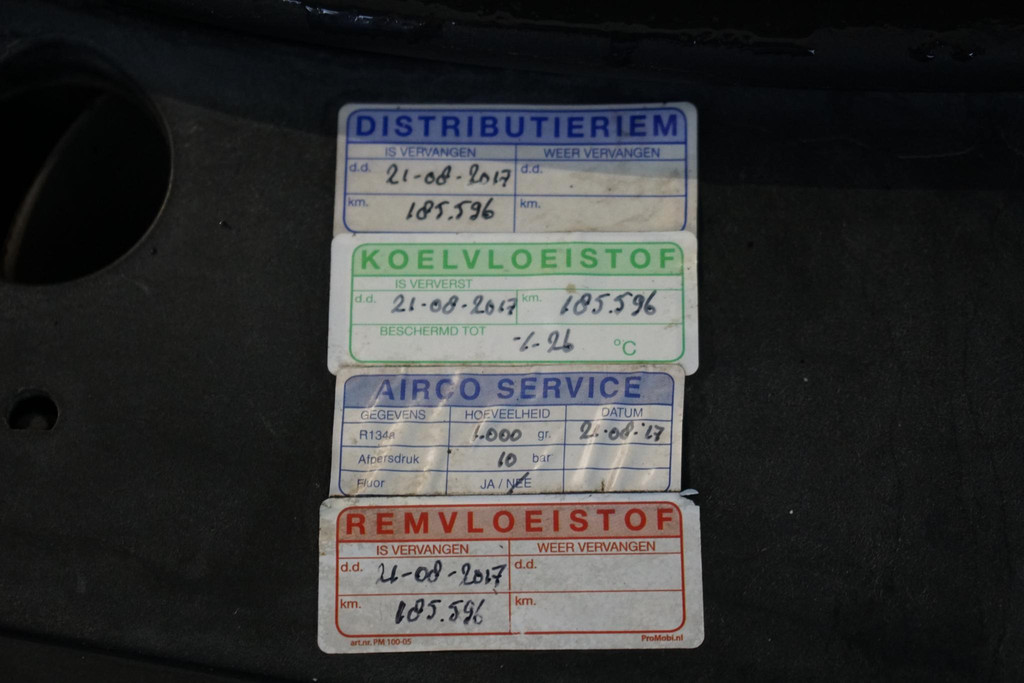 DISTRIBUTIERIEM
IS VERVANGEN WEER VERVANGEN
d.d. 21-08-2017 d.d.
km. 185.596 km.
KOELVLOEISTOF
IS VERVERST
d.d. 21-08-2017 km. 185.596
BESCHERMD TOT
-26 °C
AIRCO SERVICE
GEGEVENS HOEVEELHEID DATUM
R134a 1.000 gr. 21-08-'17
Afpersdruk 10 bar
Fluor JA / NEE
REMVLOEISTOF
IS VERVANGEN WEER VERVANGEN
d.d. 21-08-2017 d.d.
km. 185.596 km.
art.nr. PM 100-05 ProMobi.nl